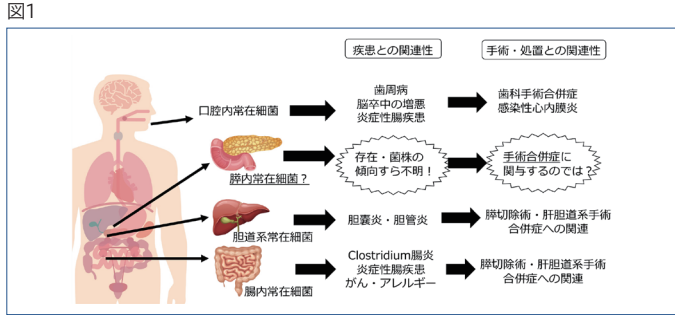 図1
疾患との関連性
手術・処置との関連性
口腔内常在細菌
歯周病
脳卒中の増悪
炎症性腸疾患
歯科手術合併症
感染性心内膜炎
膵内常在細菌？
存在・菌株の
傾向すら不明！
手術合併症に
関与するのでは？
胆道系常在細菌
胆嚢炎・胆管炎
膵切除術・肝胆道系手術
合併症への関連
腸内常在細菌
Clostridium腸炎
炎症性腸疾患
がん・アレルギー
膵切除術・肝胆道系手術
合併症への関連